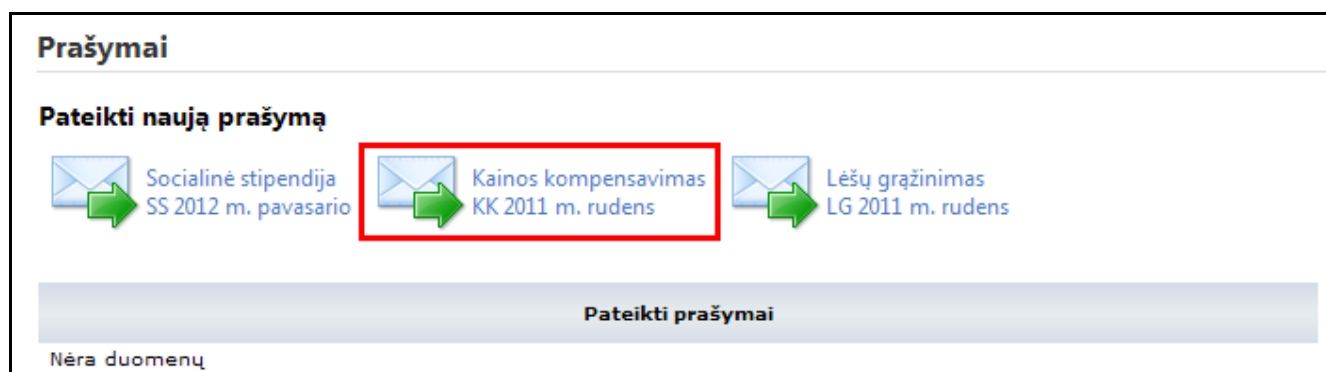 Prašymai
Pateikti naują prašymą
Socialinė stipendija
SS 2012 m. pavasario
Kainos kompensavimas
KK 2011 m. rudens
Lėšų grąžinimas
LG 2011 m. rudens
Pateikti prašymai
Nėra duomenų